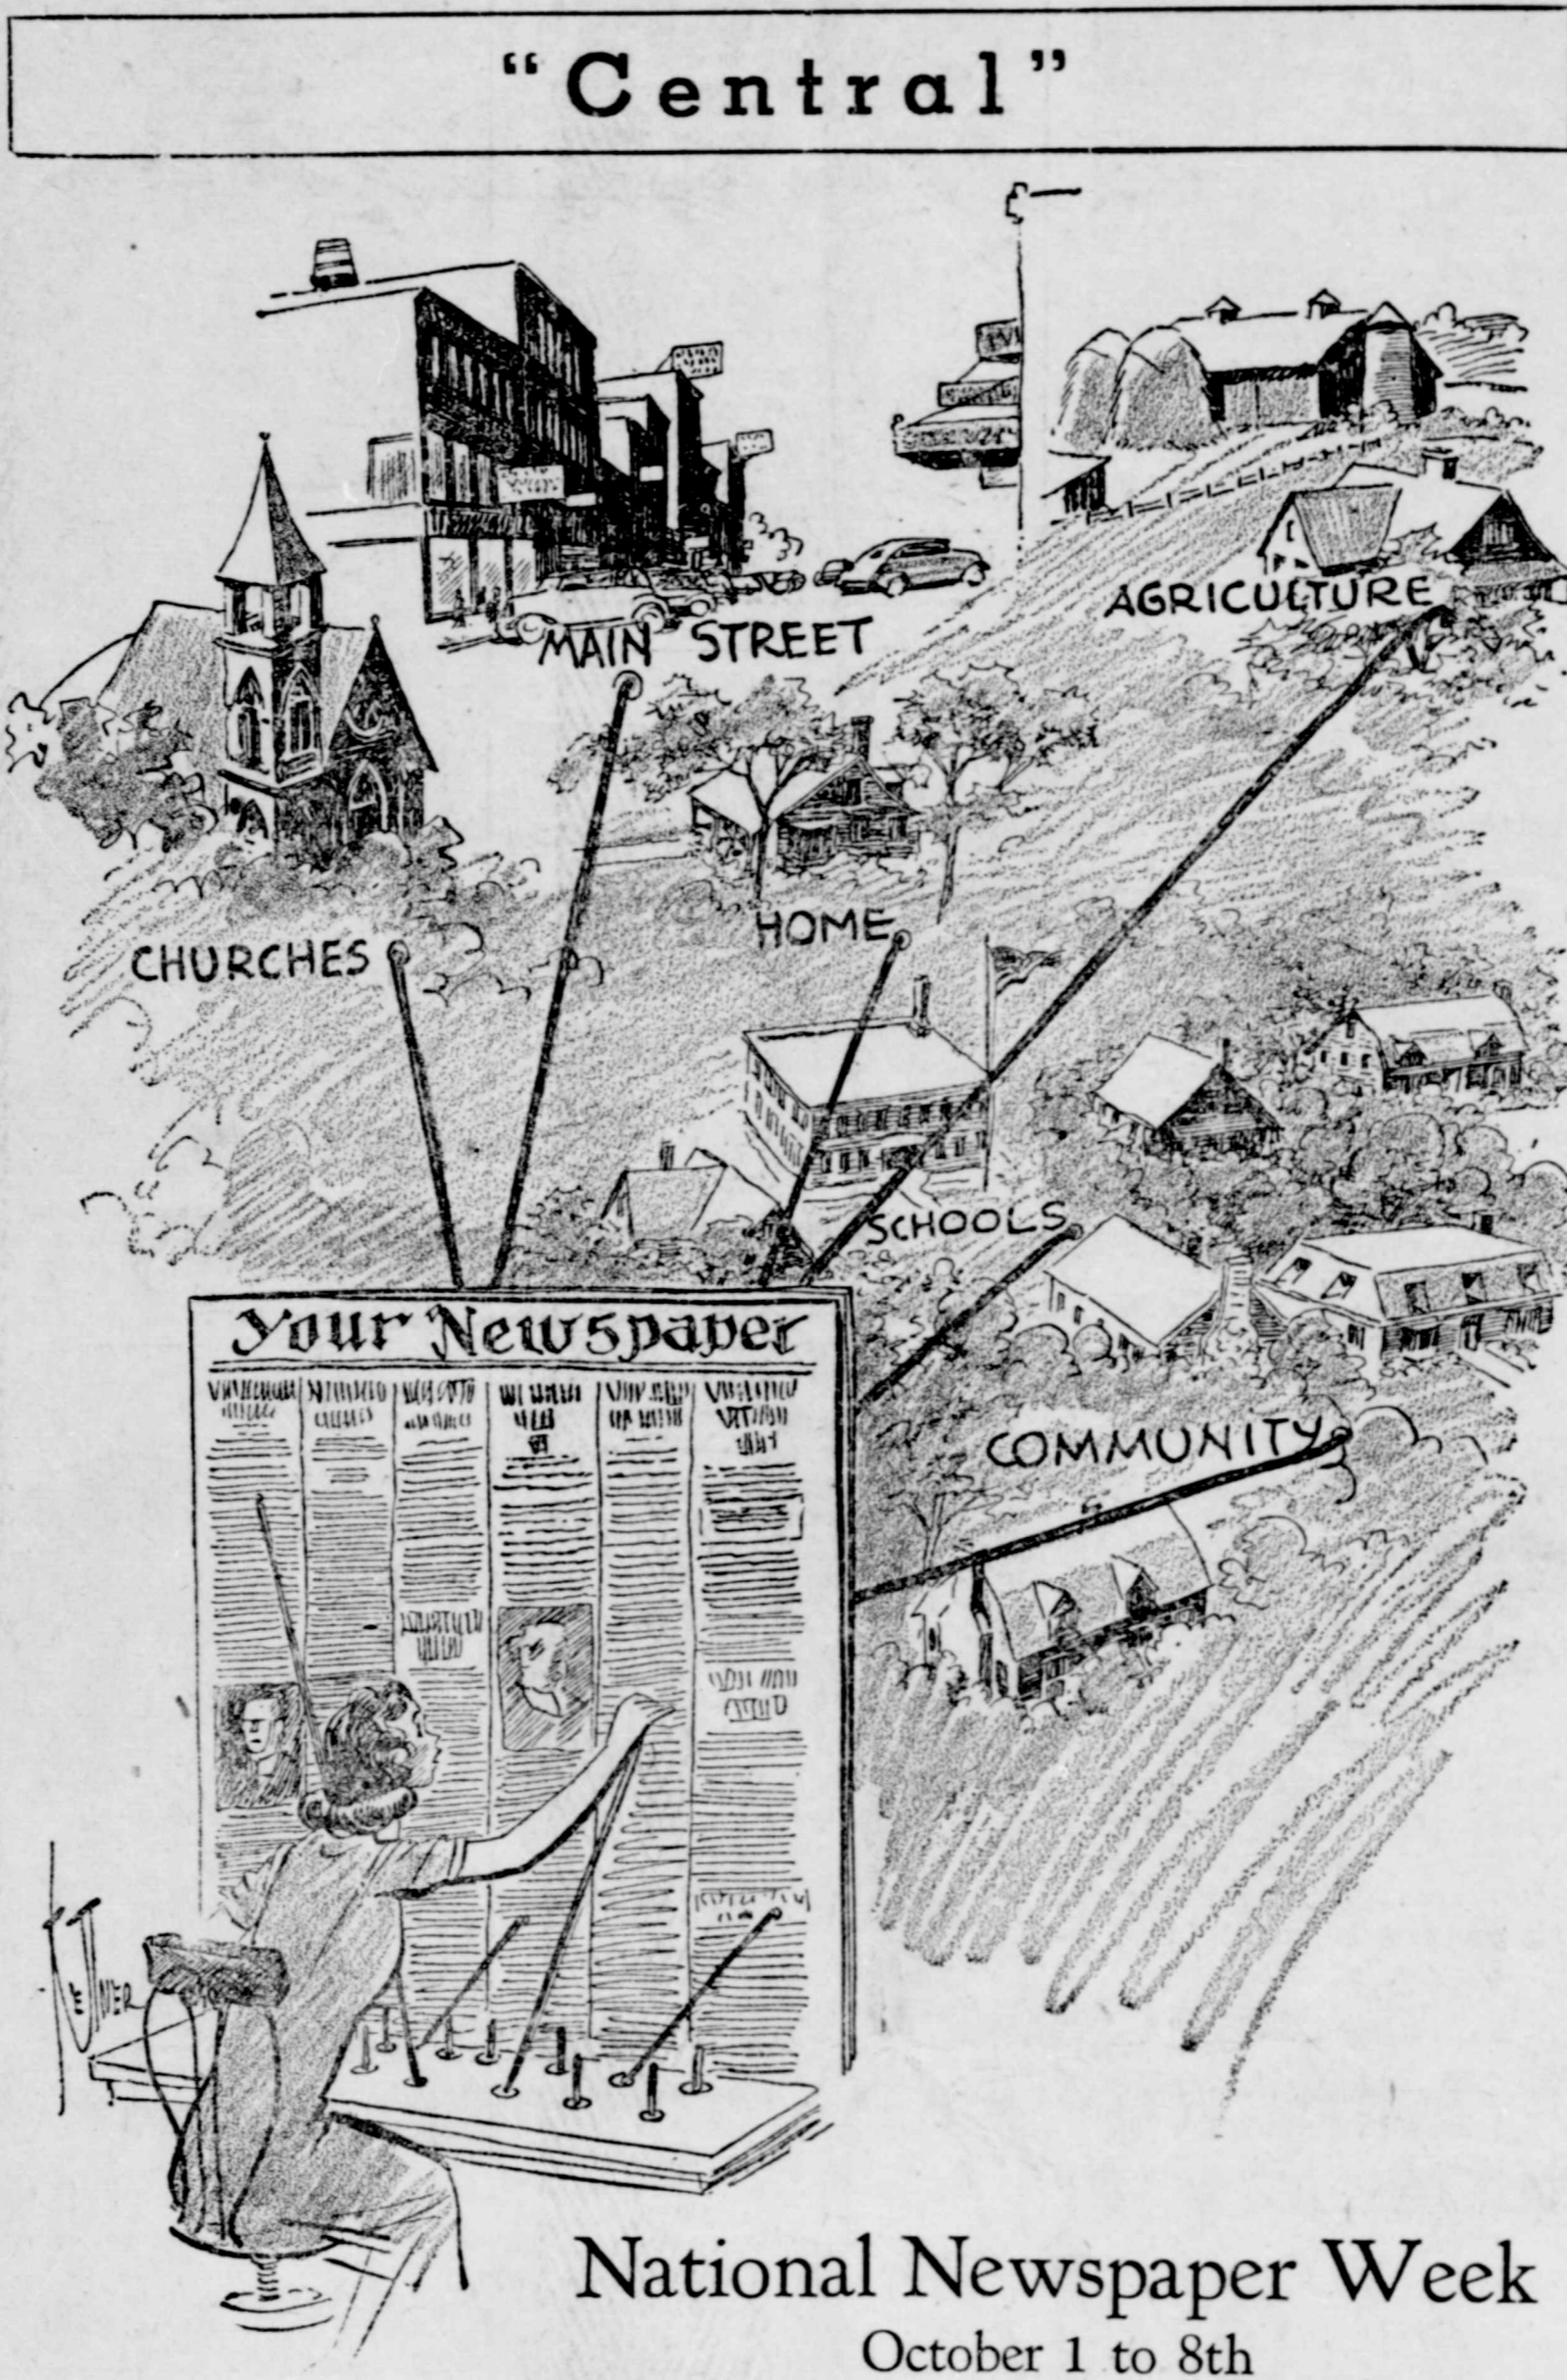 “Central”
MAIN STREET
AGRICULTURE
CHURCHES
HOME
SCHOOLS
Your Newspaper
COMMUNITY
National Newspaper Week
October 1 to 8th